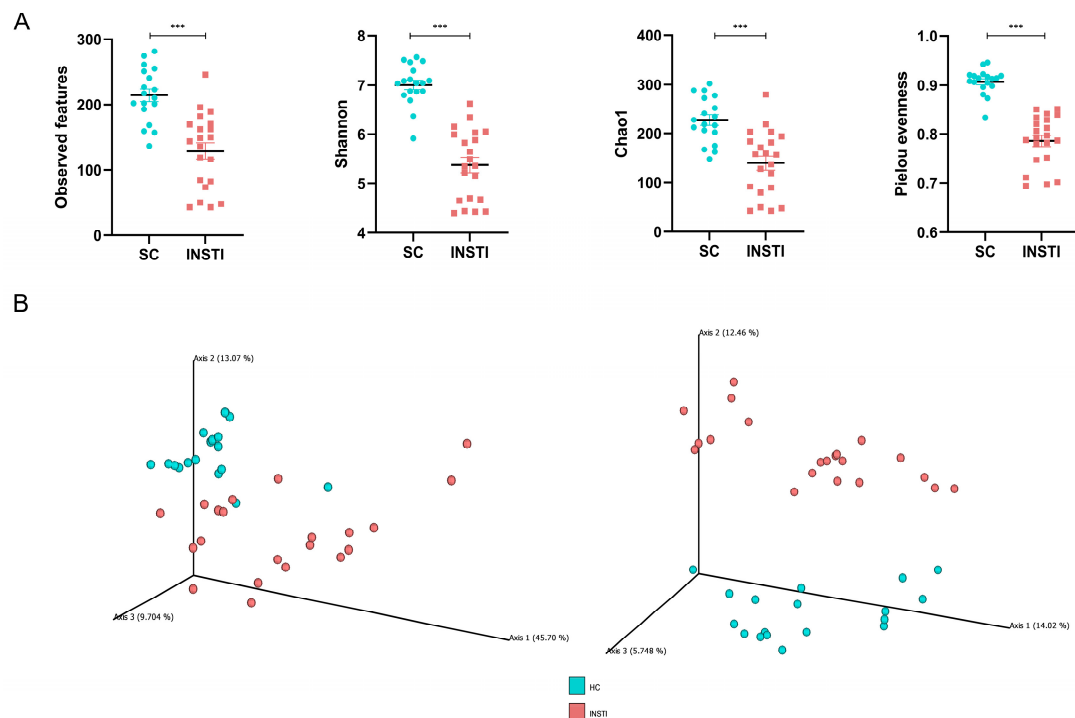 A
***
Observed features
300
200
100
0
SC INSTI
***
Shannon
8
7
6
5
4
SC INSTI
***
Chao1
400
300
200
100
0
SC INSTI
***
Pielou evenness
1.0
0.9
0.8
0.7
0.6
SC INSTI
B
Axis 2 (13.07 %)
Axis 3 (9.704 %)
Axis 1 (45.70 %)
Axis 2 (12.46 %)
Axis 1 (14.02 %)
Axis 3 (5.748 %)
HC
INSTI